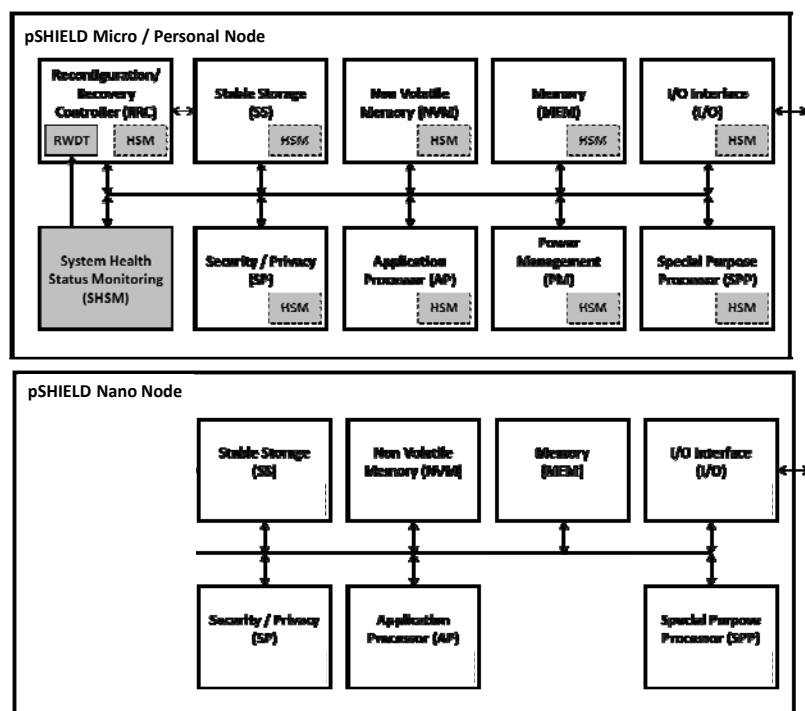 pSHIELD Micro / Personal Node
Reconfiguration/
Recovery
Controller (RRC)
RWDT
HSM
Stable Storage
(SS)
HSM
Non Volatile
Memory (NVM)
HSM
Memory
(MEM)
HSM
I/O Interface
(I/O)
HSM
System Health
Status Monitoring
(SHSM)
Security / Privacy
(SP)
HSM
Application
Processor (AP)
HSM
Power
Management
(PM)
HSM
Special Purpose
Processor (SPP)
HSM
pSHIELD Nano Node
Stable Storage
(SS)
Non Volatile
Memory (NVM)
Memory
(MEM)
I/O Interface
(I/O)
Security / Privacy
(SP)
Application
Processor (AP)
Special Purpose
Processor (SPP)